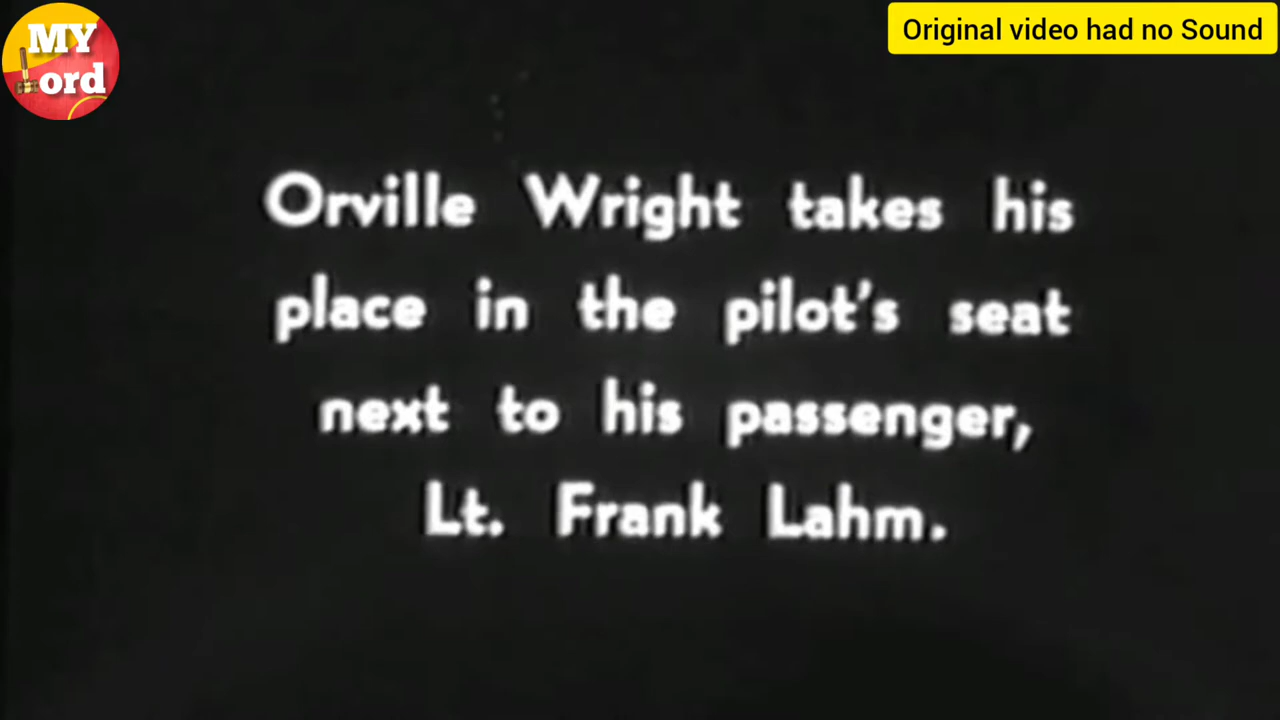 MY
ord
Original video had no Sound
Orville Wright takes his
place in the pilot's seat
next to his passenger,
Lt. Frank Lahm.